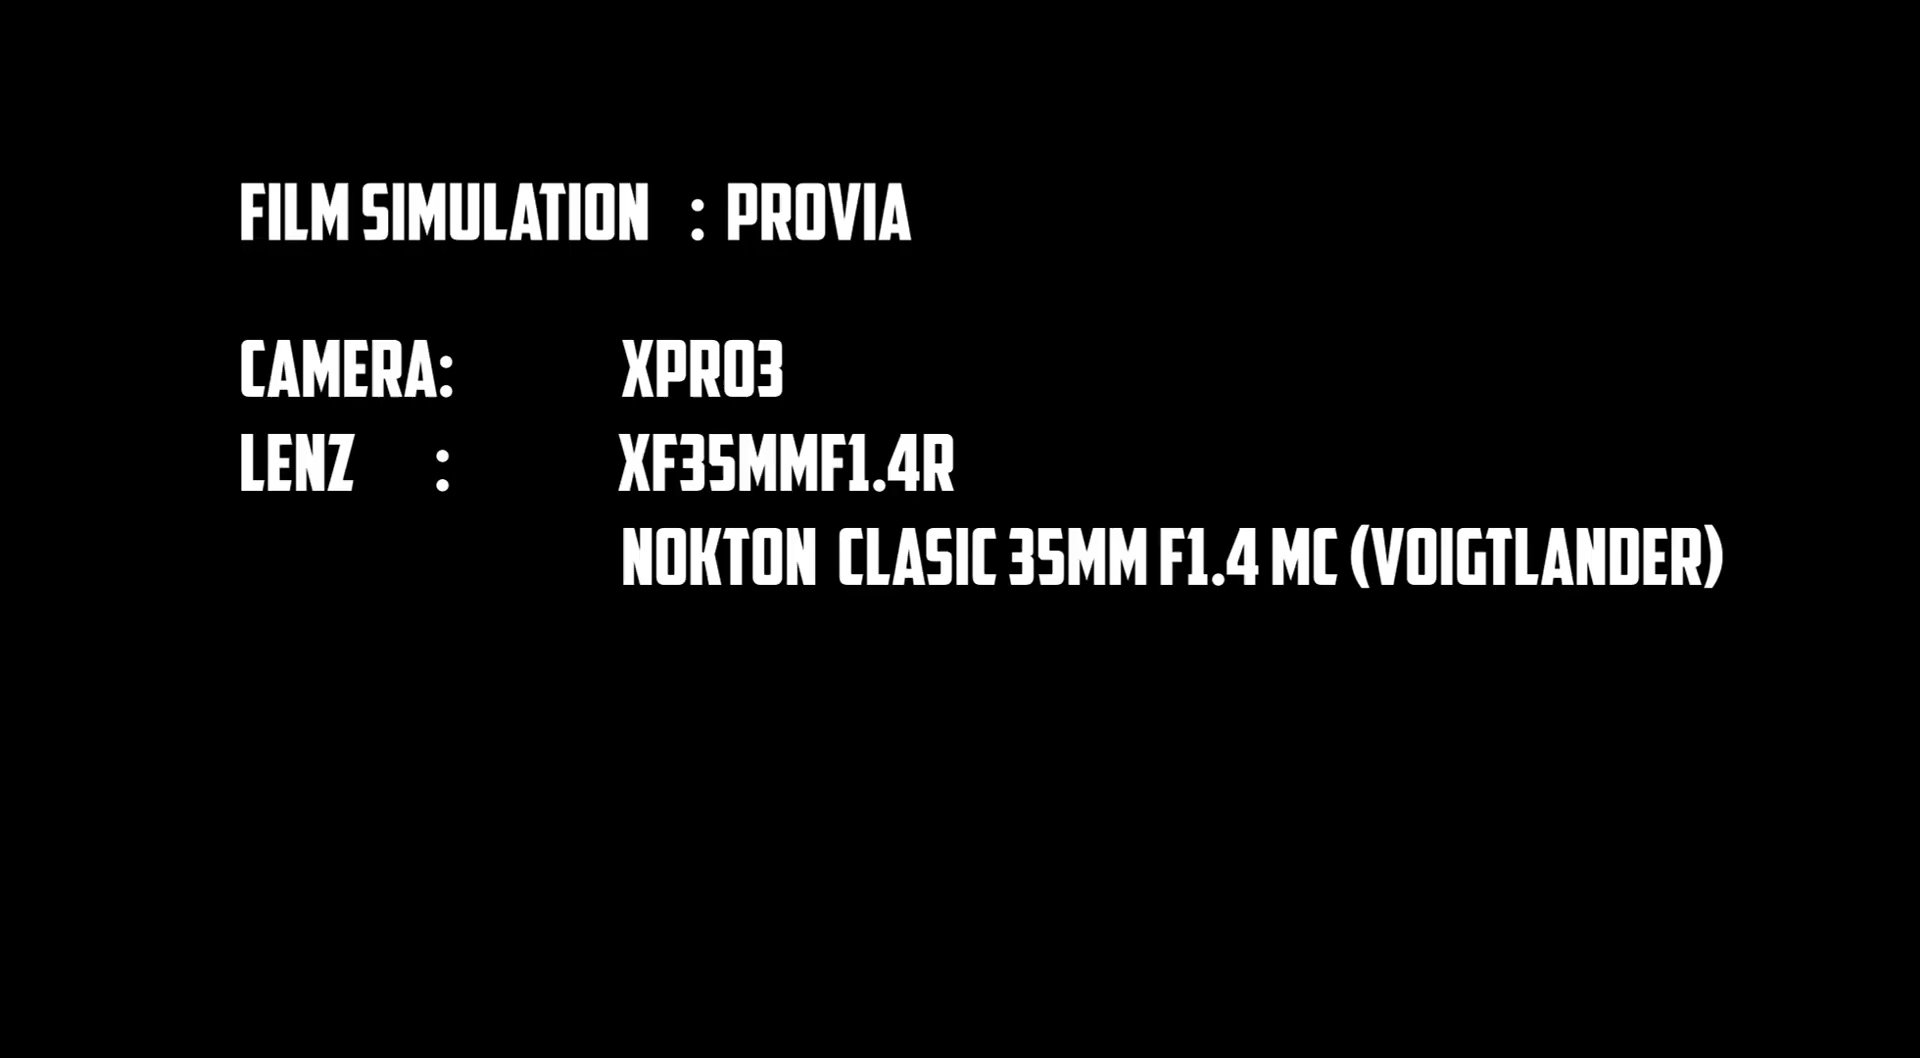 FILM SIMULATION : PROVIA
CAMERA: XPRO3
LENZ : XF35MMF1.4R
NOKTON CLASIC 35MM F1.4 MC (VOIGTLANDER)